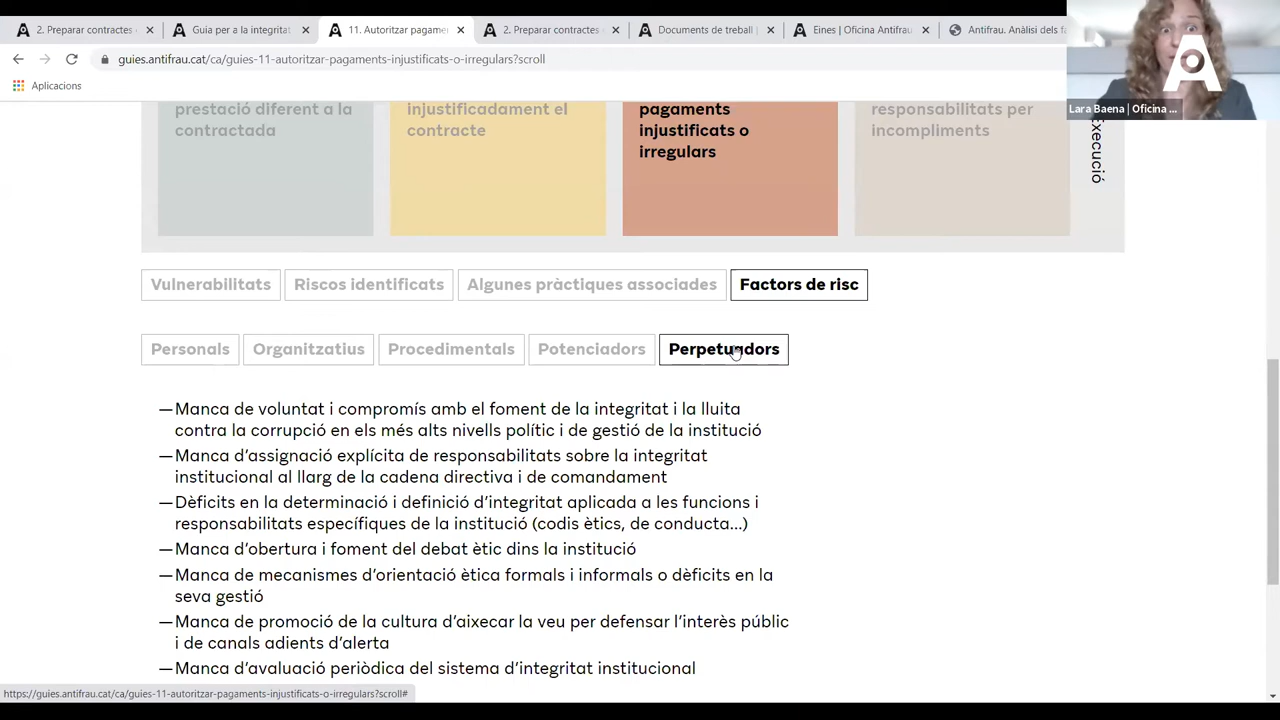 2. Preparar contractes
Guia per a la integritat
11. Autoritzar pagame
2. Preparar contractes
Documents de treball
Eines | Oficina Antifrau
Antifrau. Anàlisi dels
guies.antifrau.cat/ca/guies-11-autoritzar-pagaments-injustificats-o-irregulars?scroll
Aplicacions
Lara Baena | Oficina ...
prestació diferent a la
contractada
injustificadament el
contracte
pagaments
injustificats o
irregulars
responsabilitats per
incompliments
Execució
Vulnerabilitats
Riscos identificats
Algunes pràctiques associades
Factors de risc
Personals
Organitzatius
Procedimentals
Potenciadors
Perpetuadors
—Manca de voluntat i compromís amb el foment de la integritat i la lluita
contra la corrupció en els més alts nivells polític i de gestió de la institució
—Manca d'assignació explícita de responsabilitats sobre la integritat
institucional al llarg de la cadena directiva i de comandament
—Dèficits en la determinació i definició d'integritat aplicada a les funcions i
responsabilitats específiques de la institució (codis ètics, de conducta...)
—Manca d'obertura i foment del debat ètic dins la institució
—Manca de mecanismes d'orientació ètica formals i informals o dèficits en la
seva gestió
—Manca de promoció de la cultura d'aixecar la veu per defensar l'interès públic
i de canals adients d'alerta
—Manca d'avaluació periòdica del sistema d'integritat institucional
https://guies.antifrau.cat/ca/guies-11-autoritzar-pagaments-injustificats-o-irregulars?scroll#